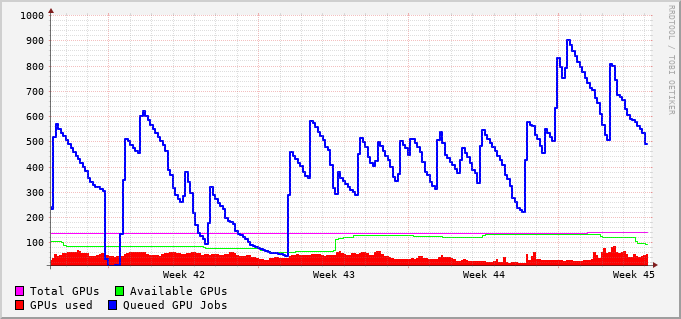 1000
900
800
700
600
500
400
300
200
100
Week 42 Week 43 Week 44 Week 45
Total GPUs Available GPUs
GPUs used Queued GPU Jobs
RRDTOOL / TOBI OETIKER